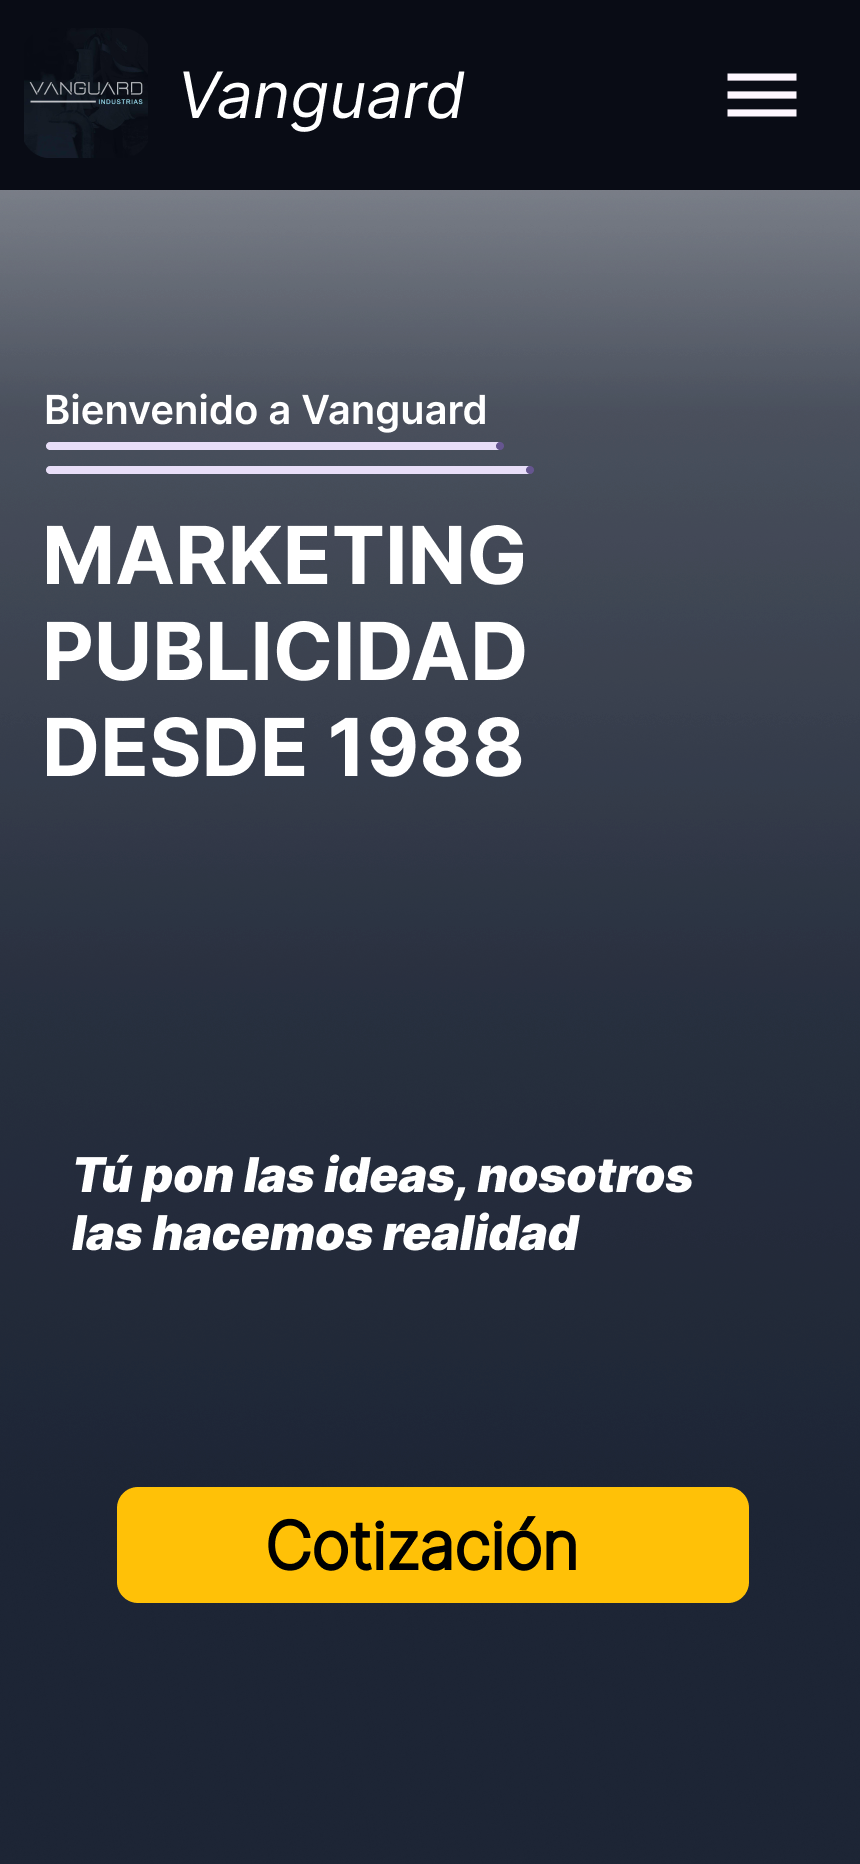 VANGUARD
INDUSTRIAS
Vanguard
Bienvenido a Vanguard
MARKETING
PUBLICIDAD
DESDE 1988
Tú pon las ideas, nosotros
las hacemos realidad
Cotización